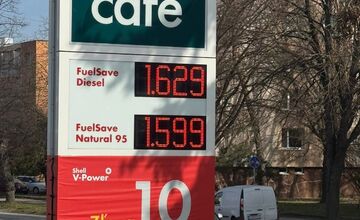 café
FuelSave
Diesel
1.629
FuelSave
Natural 95
1.599
Shell
V-Power
10